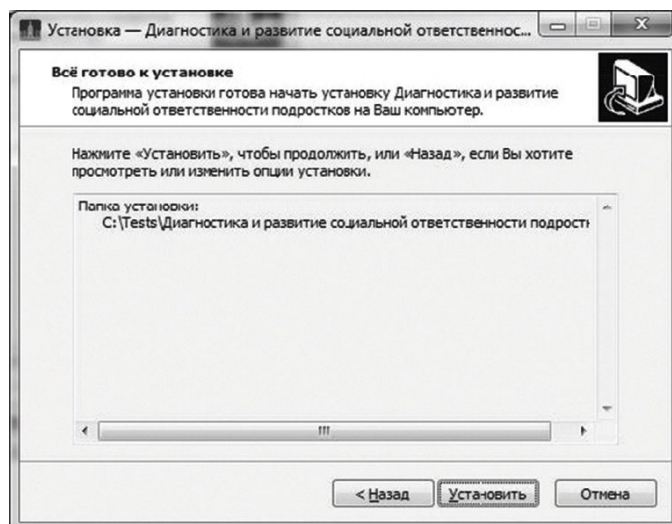 Установка — Диагностика и развитие социальной ответственнос...
Всё готово к установке
Программа установки готова начать установку Диагностика и развитие
социальной ответственности подростков на Ваш компьютер.
Нажмите «Установить», чтобы продолжить, или «Назад», если Вы хотите
просмотреть или изменить опции установки.
Папка установки:
C:\Tests\Диагностика и развитие социальной ответственности подростк
< Назад Установить Отмена